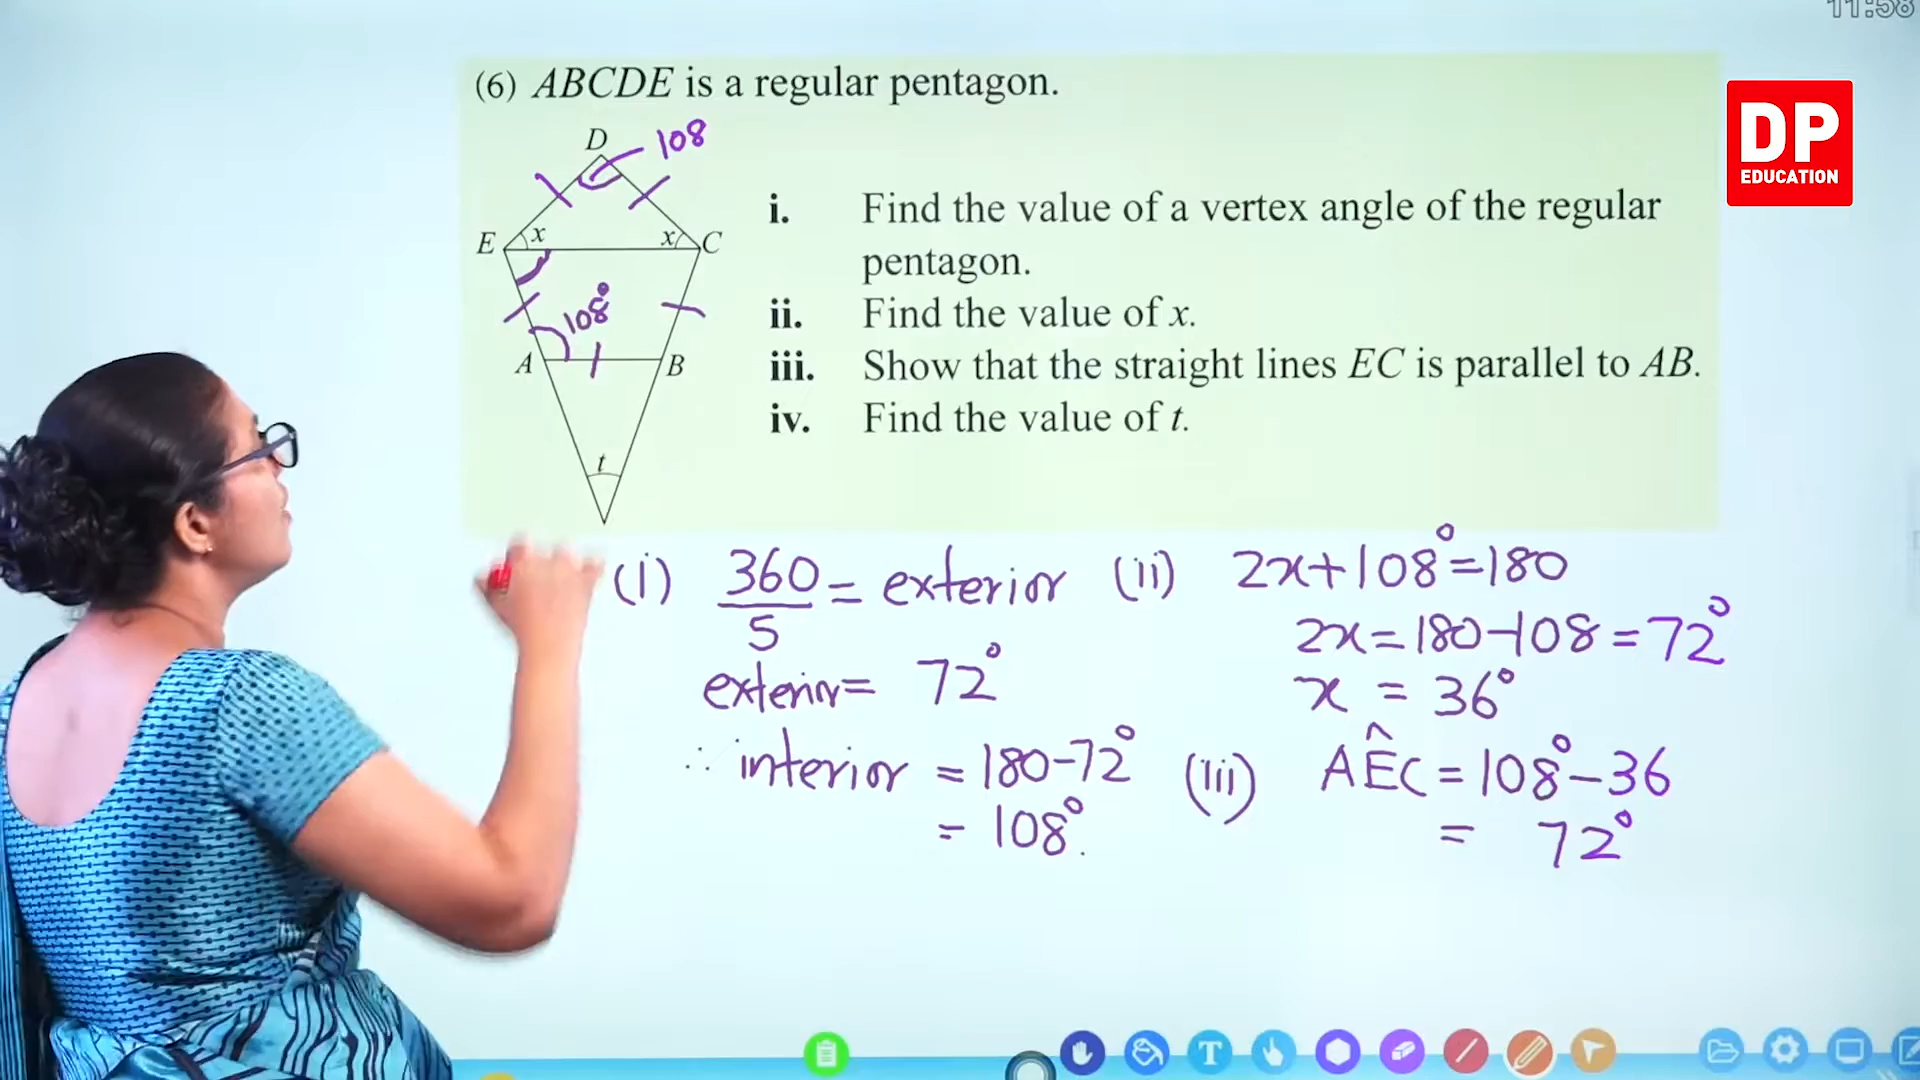 11:58
(6) ABCDE is a regular pentagon.
DP
EDUCATION
D
108
E
x
x
C
108°
A
B
t
i. Find the value of a vertex angle of the regular
pentagon.
ii. Find the value of x.
iii. Show that the straight lines EC is parallel to AB.
iv. Find the value of t.
(i) 360/5 = exterior
exterior = 72°
∴ interior = 180-72°
= 108°.
(ii) 2x+108°=180
2x=180-108=72°
x = 36°
(iii) AÊC=108°-36
= 72°
T